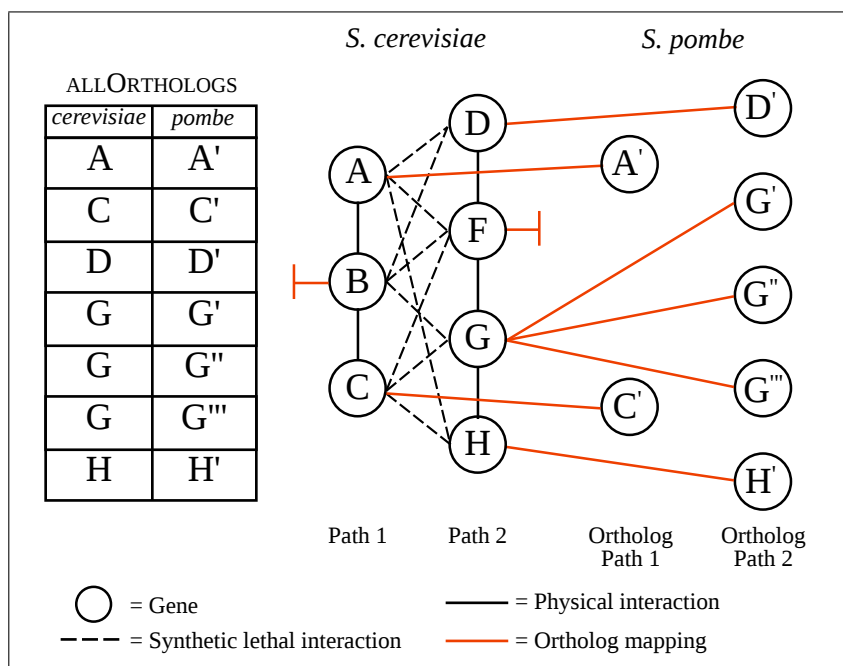 S. cerevisiae S. pombe
ALLORTHOLOGS
cerevisiae pombe
A A'
C C'
D D'
G G'
G G''
G G'''
H H'
D D'
A A'
G'
F
B
G''
G
C C' G'''
H H'
Path 1 Path 2 Ortholog Path 1 Ortholog Path 2
= Gene = Physical interaction
= Synthetic lethal interaction = Ortholog mapping